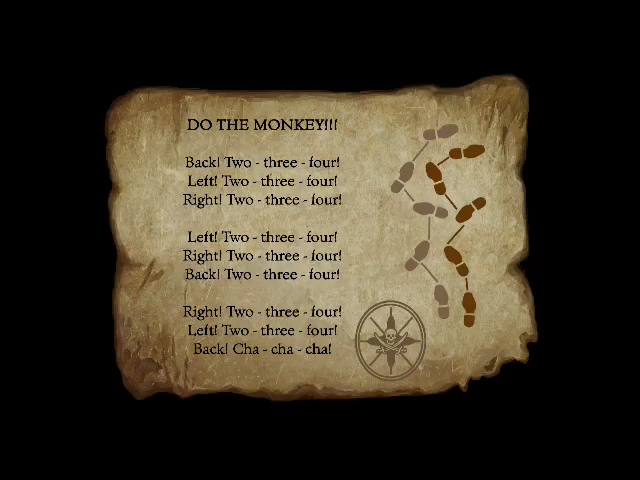 DO THE MONKEY!!!
Back! Two - three - four!
Left! Two - three - four!
Right! Two - three - four!
Left! Two - three - four!
Right! Two - three - four!
Back! Two - three - four!
Right! Two - three - four!
Left! Two - three - four!
Back! Cha - cha - cha!